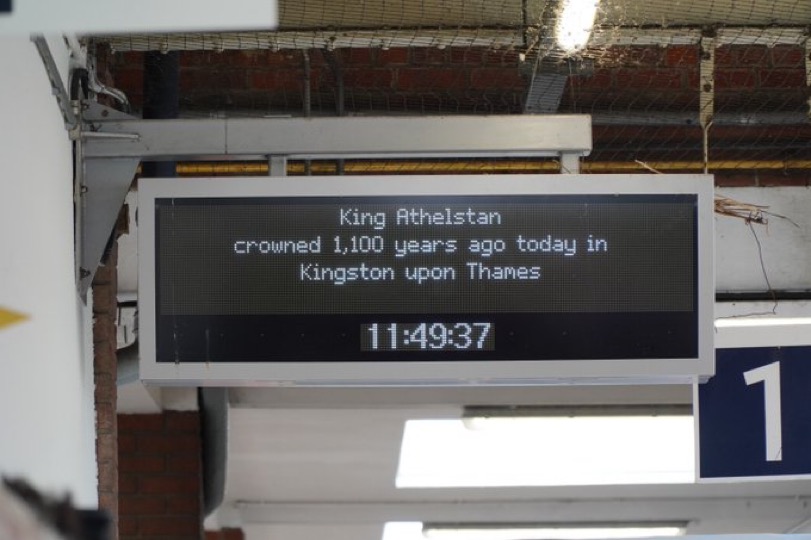 King Athelstan
crowned 1,100 years ago today in
Kingston upon Thames
11:49:37
1